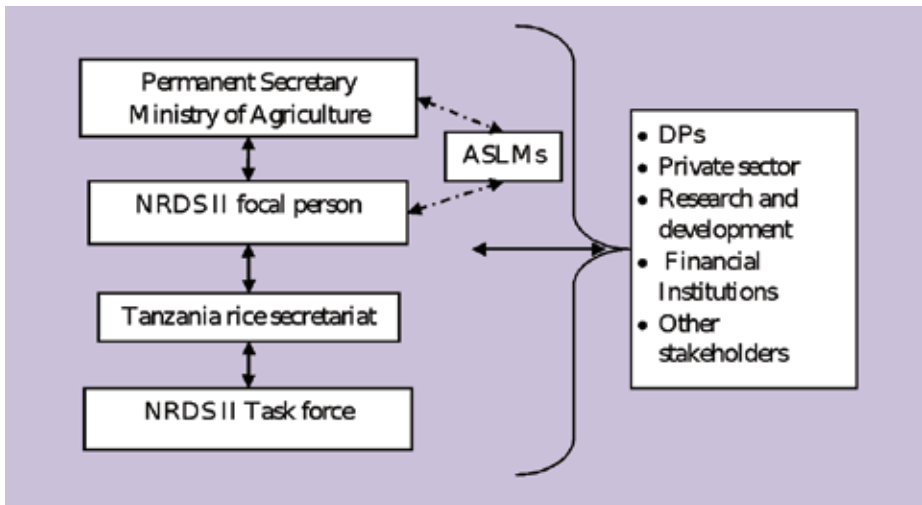 Permanent Secretary
Ministry of Agriculture
ASLMs
NRDS II focal person
Tanzania rice secretariat
NRDS II Task force
• DPs
• Private sector
• Research and
development
• Financial
Institutions
• Other
stakeholders